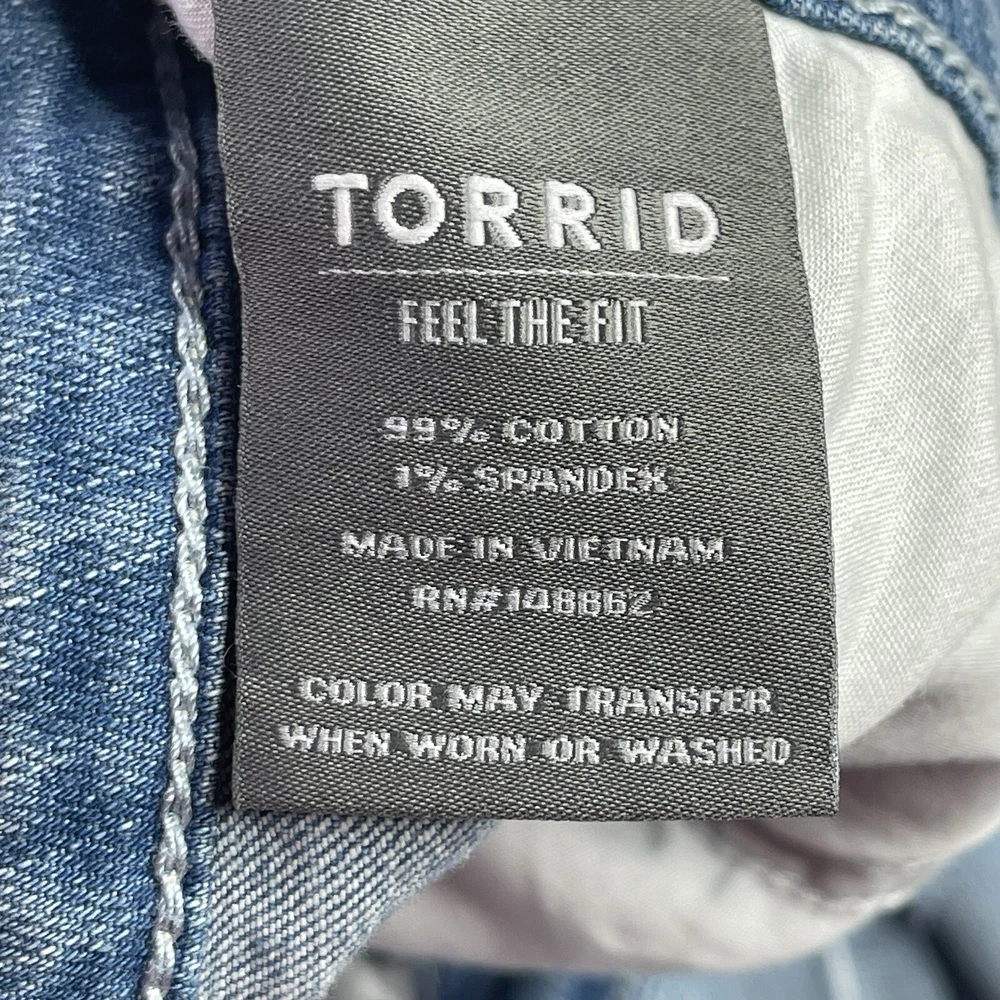 TORRID
FEEL THE FIT
99% COTTON
1% SPANDEX
MADE IN VIETNAM
RN#148862
COLOR MAY TRANSFER
WHEN WORN OR WASHED